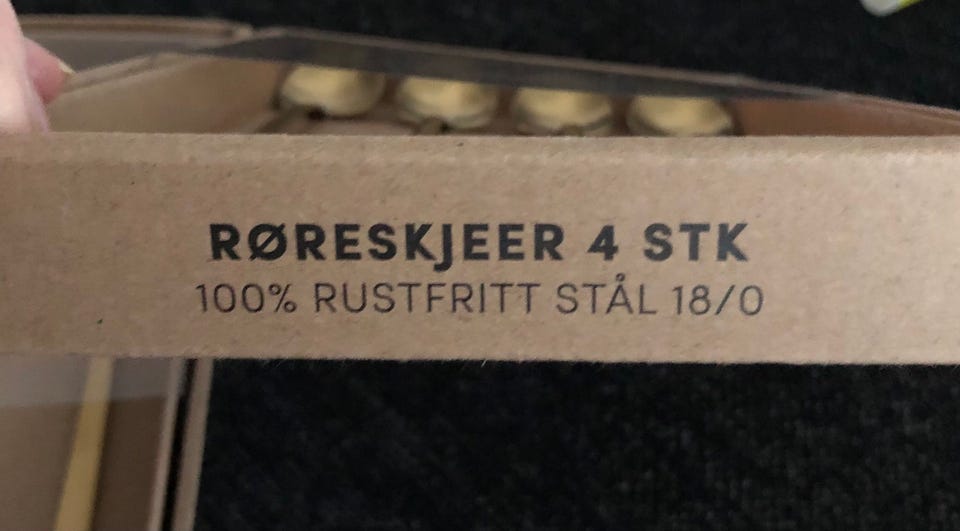 RØRESKJEER 4 STK
100% RUSTFRITT STÅL 18/0